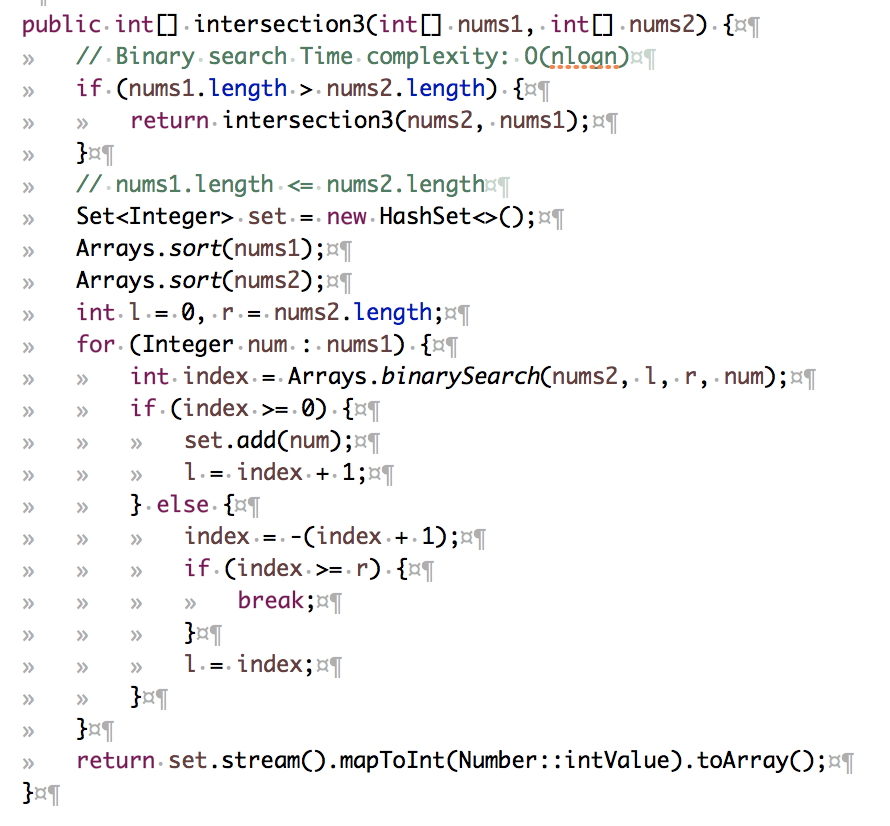 public int[] intersection3(int[] nums1, int[] nums2) {¤¶
»	// Binary search Time complexity: O(nlogn)¤¶
»	if (nums1.length > nums2.length) {¤¶
»	»	return intersection3(nums2, nums1);¤¶
»	}¤¶
»	// nums1.length <= nums2.length¤¶
»	Set<Integer> set = new HashSet<>();¤¶
»	Arrays.sort(nums1);¤¶
»	Arrays.sort(nums2);¤¶
»	int l = 0, r = nums2.length;¤¶
»	for (Integer num : nums1) {¤¶
»	»	int index = Arrays.binarySearch(nums2, l, r, num);¤¶
»	»	if (index >= 0) {¤¶
»	»	»	set.add(num);¤¶
»	»	»	l = index + 1;¤¶
»	»	} else {¤¶
»	»	»	index = -(index + 1);¤¶
»	»	»	if (index >= r) {¤¶
»	»	»	»	break;¤¶
»	»	»	}¤¶
»	»	»	l = index;¤¶
»	»	}¤¶
»	}¤¶
»	return set.stream().mapToInt(Number::intValue).toArray();¤¶
}¤¶